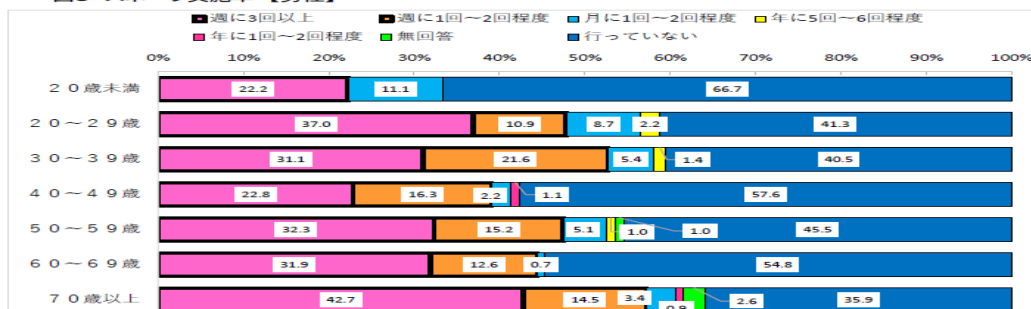 ■週に3回以上 ■週に1回～2回程度 ■月に1回～2回程度 ■年に5回～6回程度
■年に1回～2回程度 ■無回答 ■行っていない
0% 10% 20% 30% 40% 50% 60% 70% 80% 90% 100%
20歳未満 22.2 11.1 66.7
20～29歳 37.0 10.9 8.7 2.2 41.3
30～39歳 31.1 21.6 5.4 1.4 40.5
40～49歳 22.8 16.3 2.2 1.1 57.6
50～59歳 32.3 15.2 5.1 1.0 1.0 45.5
60～69歳 31.9 12.6 0.7 54.8
70歳以上 42.7 14.5 3.4 0.9 2.6 35.9